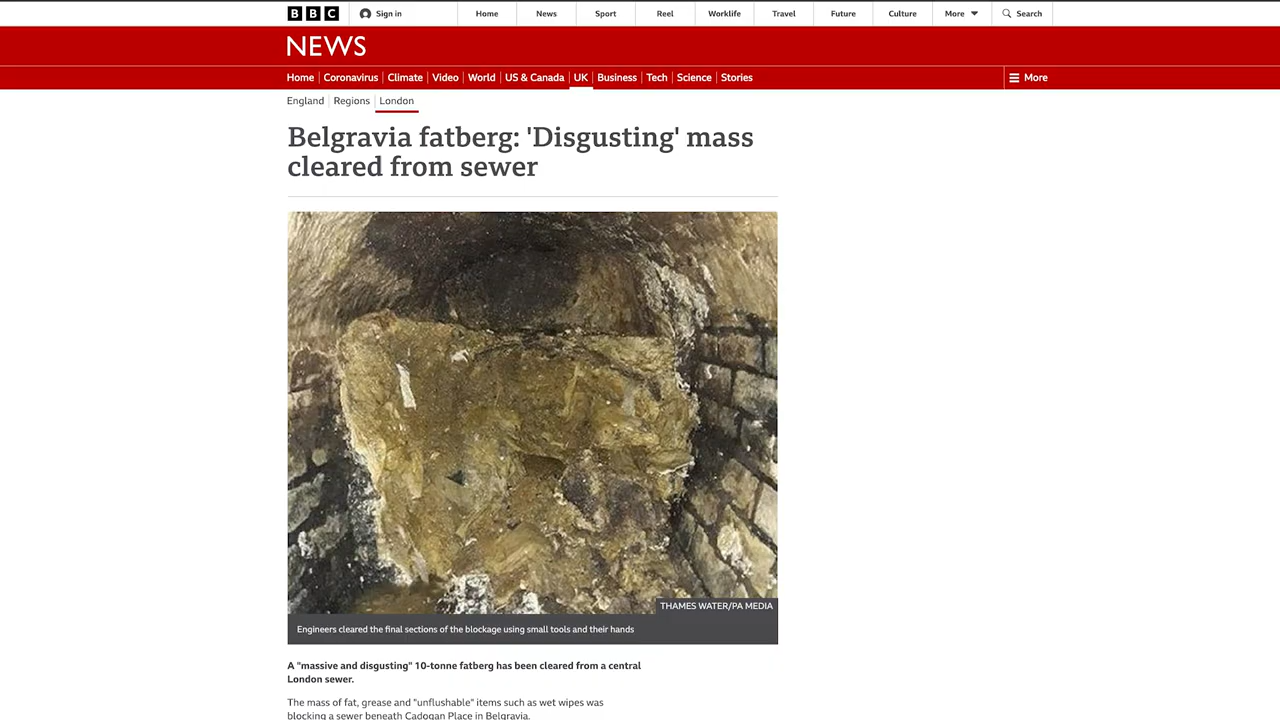 BBC Sign in Home News Sport Reel Worklife Travel Future Culture More Search
NEWS
Home Coronavirus Climate Video World US & Canada UK Business Tech Science Stories More
England Regions London
Belgravia fatberg: 'Disgusting' mass
cleared from sewer
THAMES WATER/PA MEDIA
Engineers cleared the final sections of the blockage using small tools and their hands
A "massive and disgusting" 10-tonne fatberg has been cleared from a central
London sewer.
The mass of fat, grease and "unflushable" items such as wet wipes was
blocking a sewer beneath Cadogan Place in Belgravia.